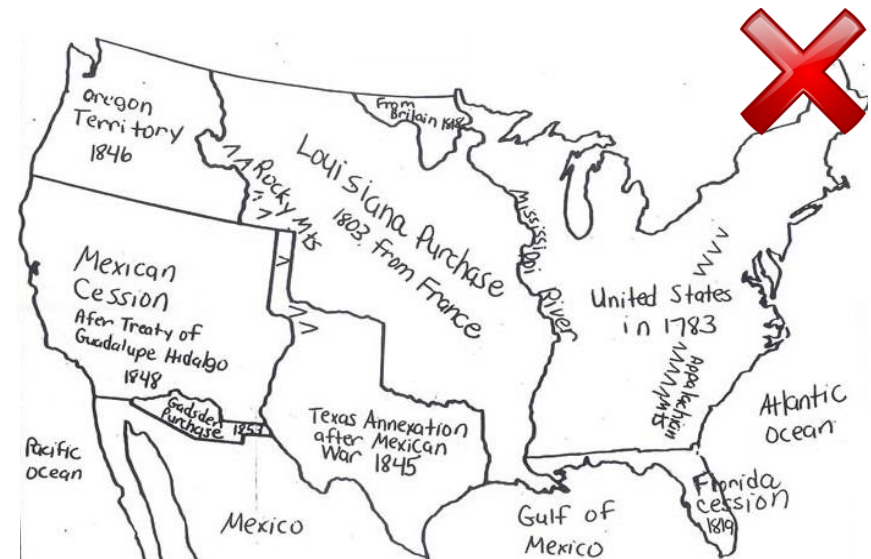 Oregon
Territory
1846
From
Britain 1818
Rocky Mts
Louisiana Purchase
1803, from France
Mississippi River
United States
in 1783
Appalachian
mts
Mexican
Cession
Afer Treaty of
Guadalupe Hidalgo
1848
Gadsden
Purchase
1853
Texas Annexation
after Mexican
War 1845
Atlantic
Ocean
Pacific
Ocean
Mexico
Gulf of
Mexico
Florida
cession
1819